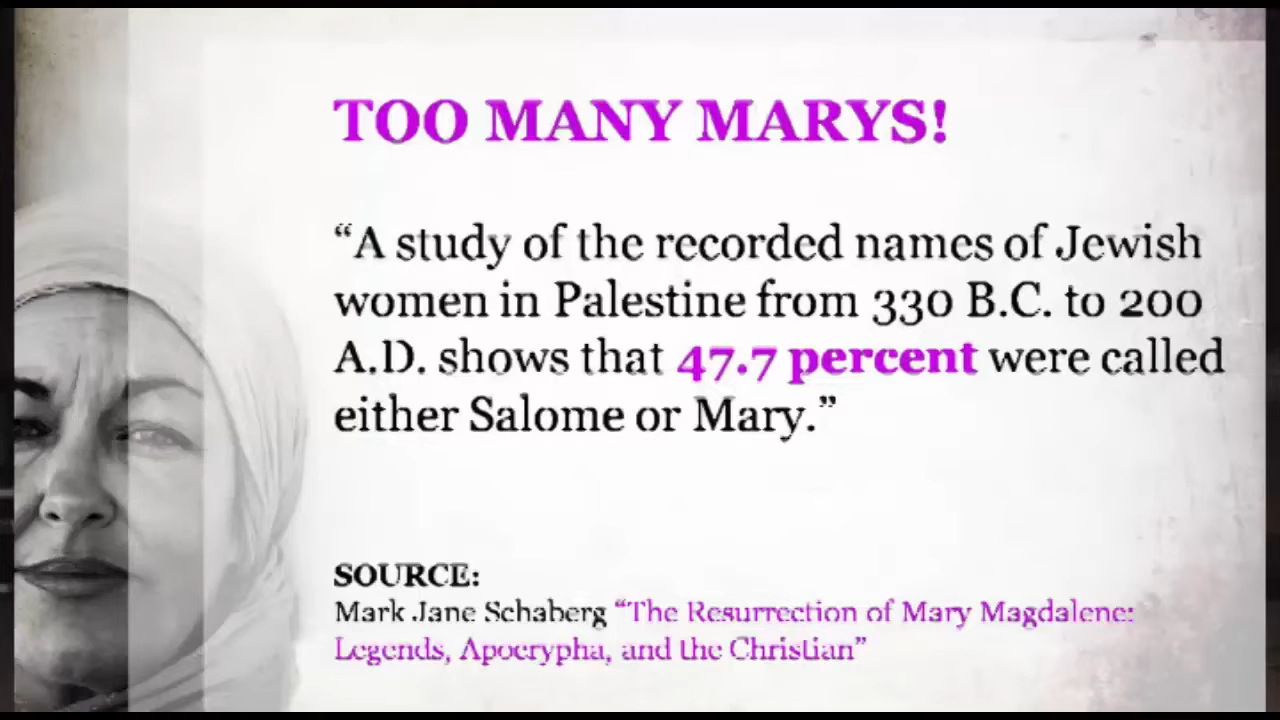 TOO MANY MARYS!
“A study of the recorded names of Jewish
women in Palestine from 330 B.C. to 200
A.D. shows that 47.7 percent were called
either Salome or Mary.”
SOURCE:
Mark Jane Schaberg “The Resurrection of Mary Magdalene:
Legends, Apocrypha, and the Christian”